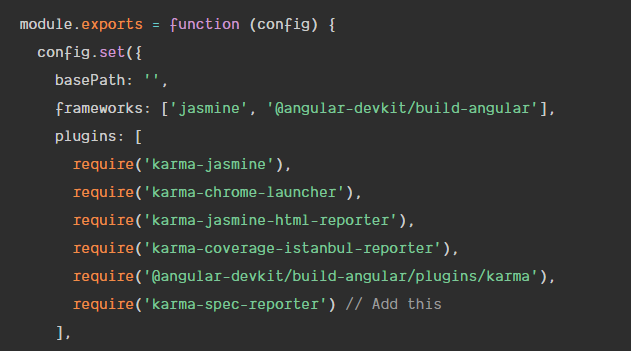 module.exports = function (config) {
  config.set({
    basePath: '',
    frameworks: ['jasmine', '@angular-devkit/build-angular'],
    plugins: [
      require('karma-jasmine'),
      require('karma-chrome-launcher'),
      require('karma-jasmine-html-reporter'),
      require('karma-coverage-istanbul-reporter'),
      require('@angular-devkit/build-angular/plugins/karma'),
      require('karma-spec-reporter') // Add this
    ],